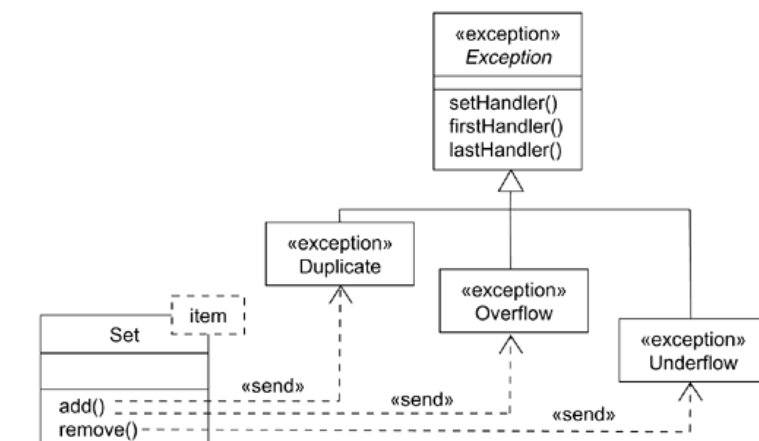 «exception»
Exception
setHandler()
firstHandler()
lastHandler()
«exception»
Duplicate
«exception»
Overflow
«exception»
Underflow
item
Set
«send»
add()
«send»
remove()
«send»